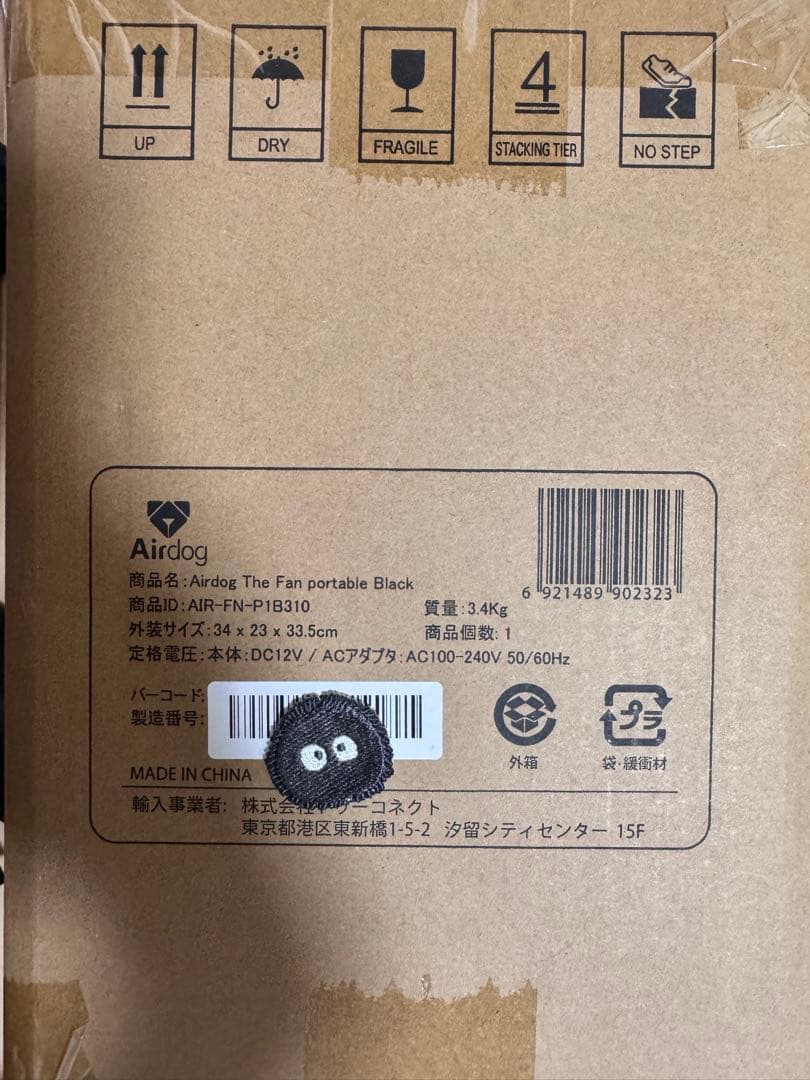 UP
DRY
FRAGILE
4
STACKING TIER
NO STEP
Airdog
商品名:Airdog The Fan portable Black
商品ID:AIR-FN-P1B310
質量:3.4Kg
外装サイズ:34 x 23 x 33.5cm
商品個数:1
定格電圧:本体:DC12V / ACアダプタ:AC100-240V 50/60Hz
6 921489 902323
バーコード:
製造番号:
外箱
プラ
袋・緩衝材
MADE IN CHINA
輸入事業者: 株式会 ーコネクト
東京都港区東新橋1-5-2 汐留シティセンター 15F